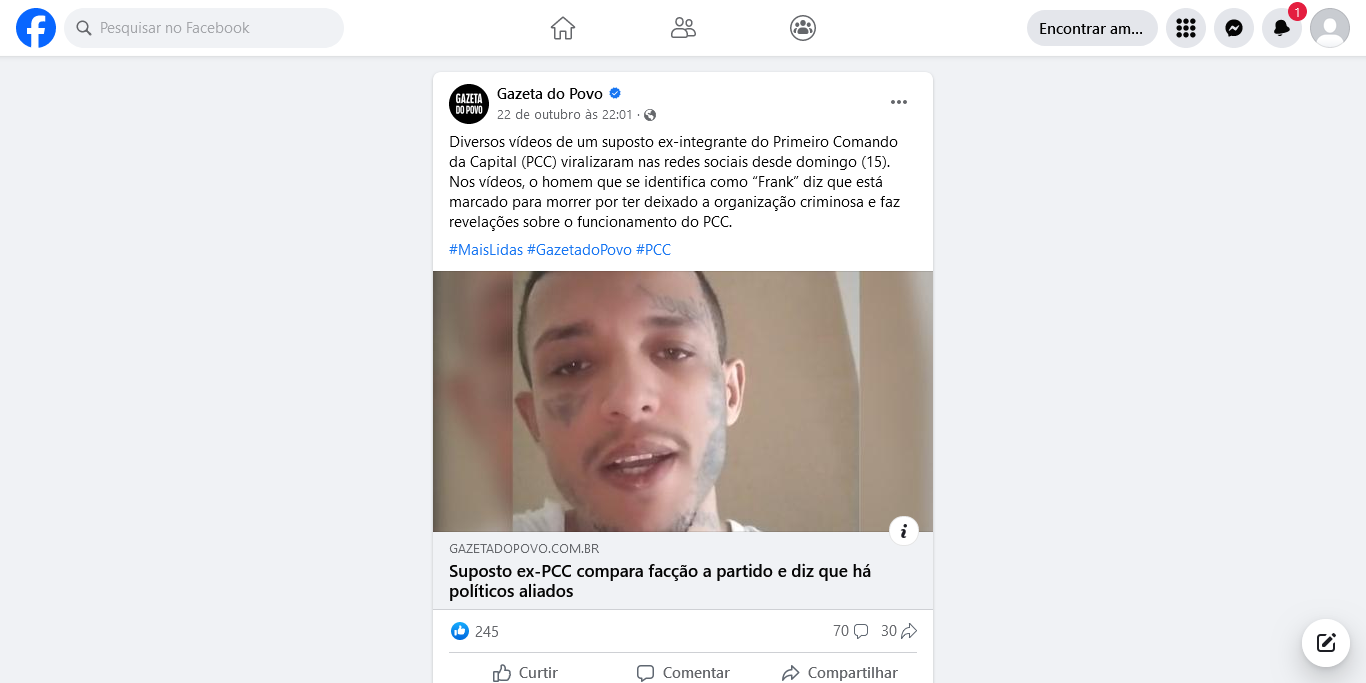 Pesquisar no Facebook
Encontrar am...
1
GAZETA
DO POVO
Gazeta do Povo
22 de outubro às 22:01 ·
Diversos vídeos de um suposto ex-integrante do Primeiro Comando
da Capital (PCC) viralizaram nas redes sociais desde domingo (15).
Nos vídeos, o homem que se identifica como “Frank” diz que está
marcado para morrer por ter deixado a organização criminosa e faz
revelações sobre o funcionamento do PCC.
#MaisLidas #GazetadoPovo #PCC
GAZETADOPOVO.COM.BR
Suposto ex-PCC compara facção a partido e diz que há
políticos aliados
245
70
30
Curtir
Comentar
Compartilhar